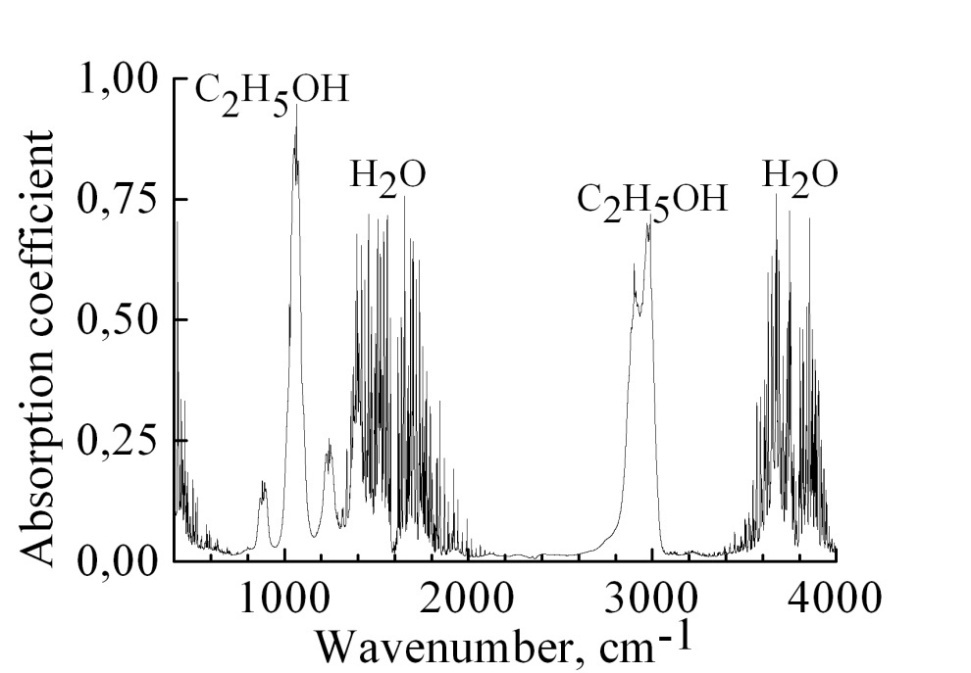 1,00
C₂H₅OH
H₂O
H₂O
0,75
C₂H₅OH
0,50
0,25
0,00
Absorption coefficient
1000 2000 3000 4000
Wavenumber, cm⁻¹